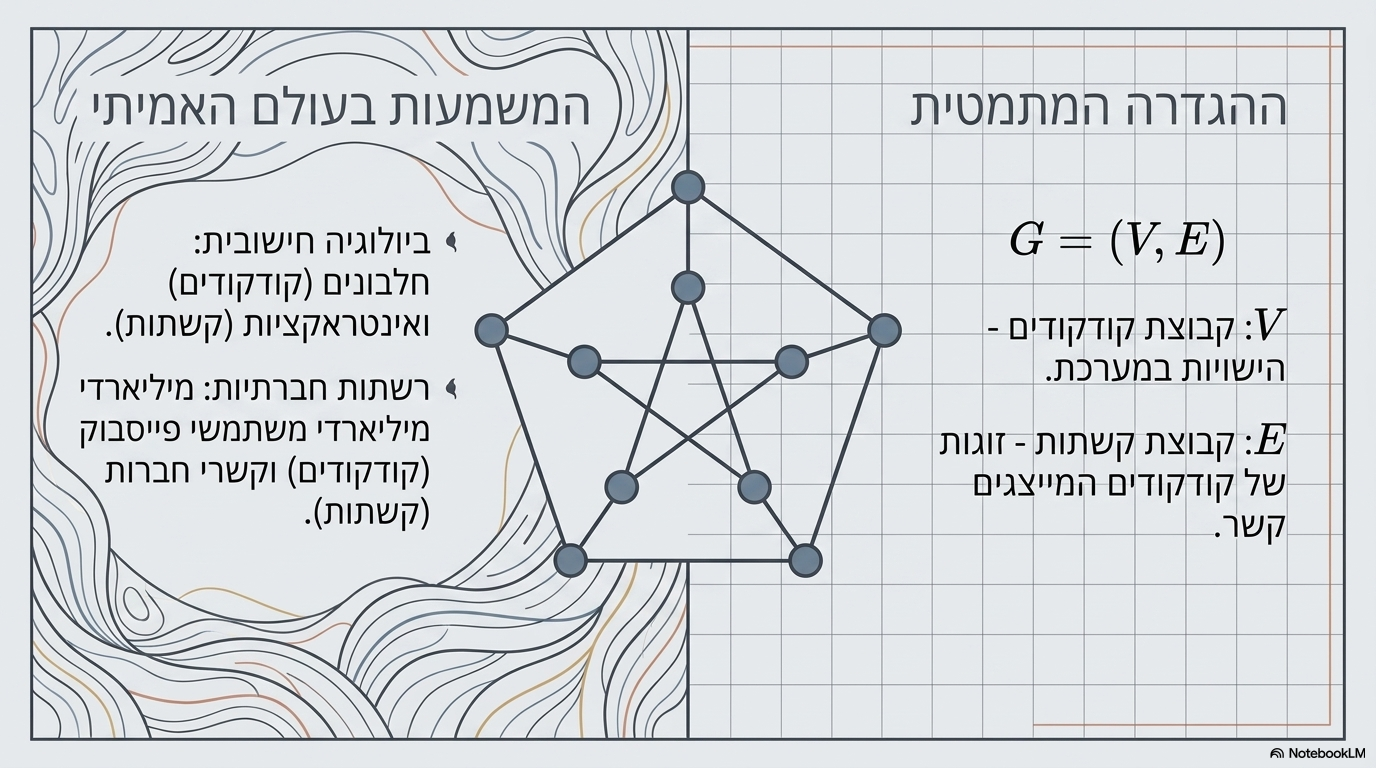 ההגדרה המתמטית
G = (V, E)
V: קבוצת קודקודים -
הישויות במערכת.
E: קבוצת קשתות - זוגות
של קודקודים המייצגים
קשר.
המשמעות בעולם האמיתי
ביולוגיה חישובית:
חלבונים (קודקודים)
ואינטראקציות (קשתות).
רשתות חברתיות: מיליארדי
מיליארדי משתמשי פייסבוק
(קודקודים) וקשרי חברות
(קשתות).
NotebookLM